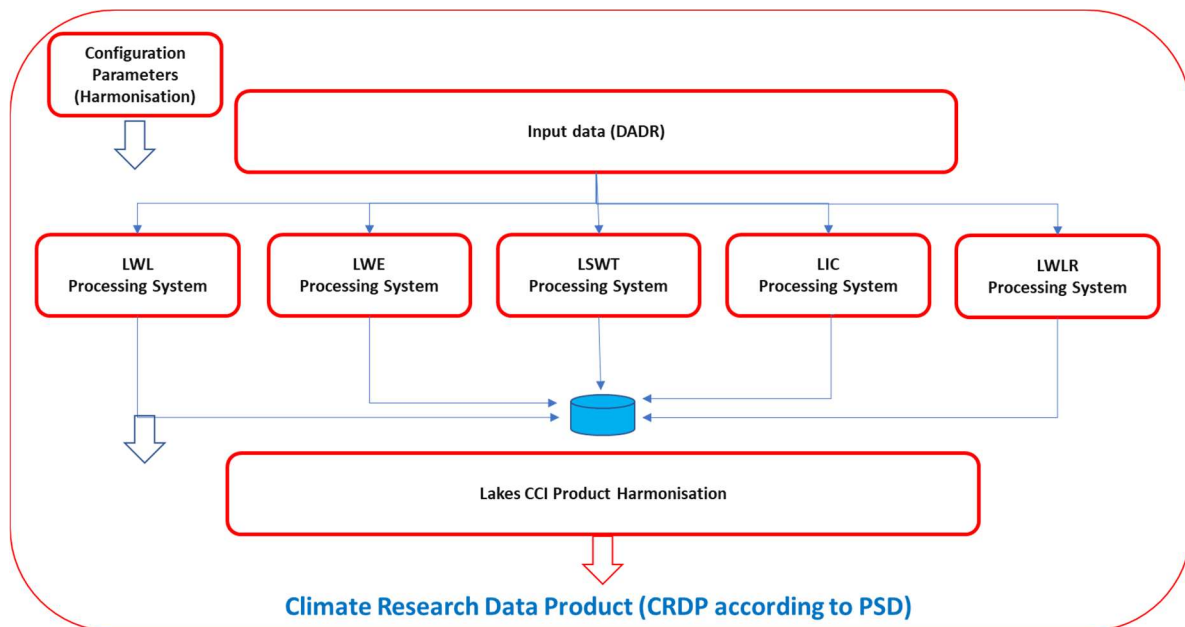 Configuration
Parameters
(Harmonisation)
Input data (DADR)
LWL
Processing System
LWE
Processing System
LSWT
Processing System
LIC
Processing System
LWLR
Processing System
Lakes CCI Product Harmonisation
Climate Research Data Product (CRDP according to PSD)